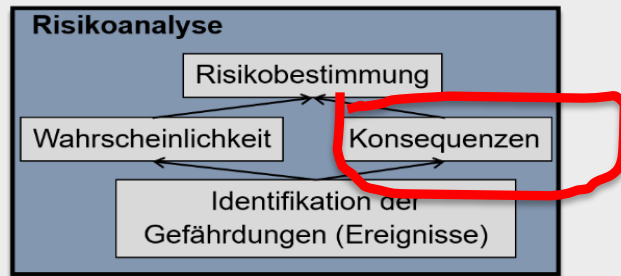 Risikoanalyse
Risikobestimmung
Wahrscheinlichkeit
Konsequenzen
Identifikation der
Gefährdungen (Ereignisse)